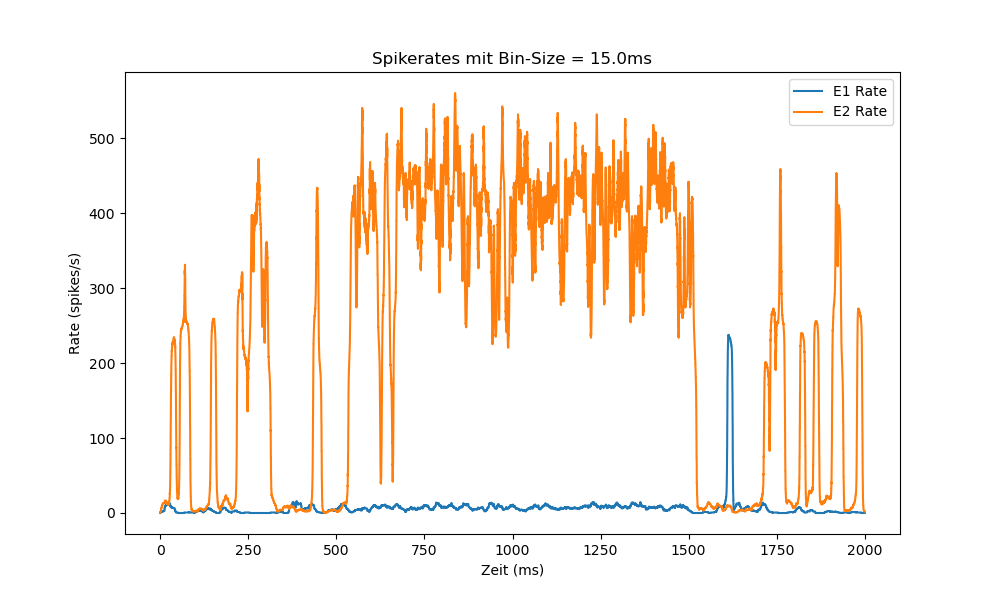 Spikerates mit Bin-Size = 15.0ms
E1 Rate
E2 Rate
Rate (spikes/s)
500
400
300
200
100
0
0 250 500 750 1000 1250 1500 1750 2000
Zeit (ms)